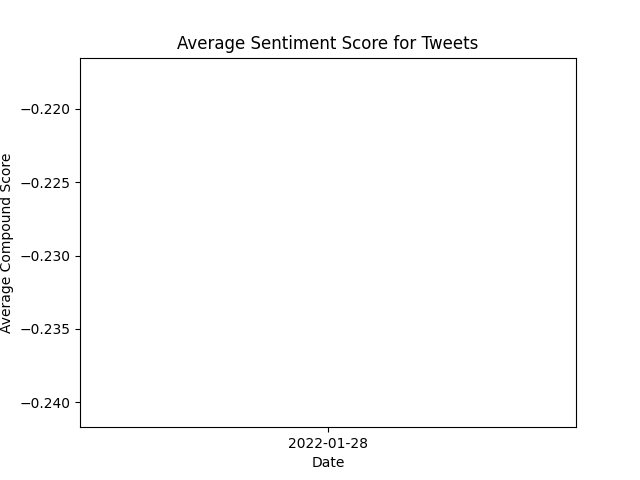 Average Sentiment Score for Tweets
−0.220
−0.225
−0.230
−0.235
−0.240
Average Compound Score
2022-01-28
Date